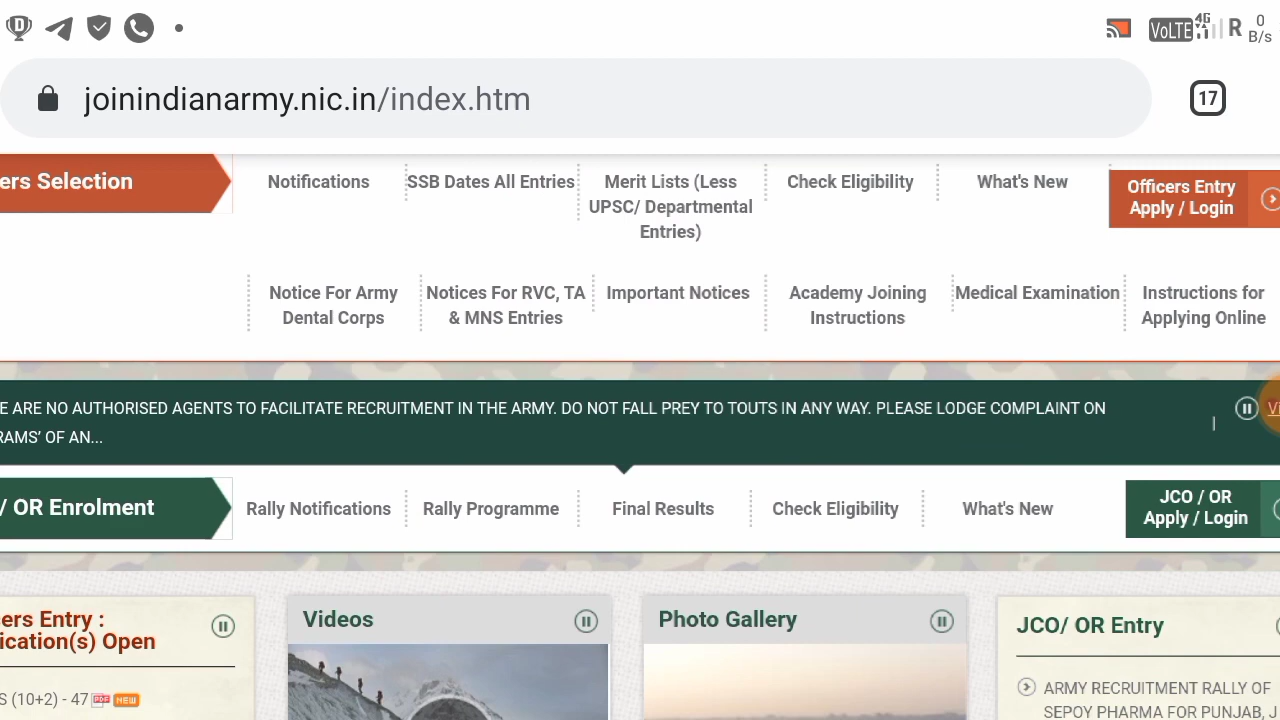 D
VoLTE 4G R 0
B/s
joinindianarmy.nic.in/index.htm
17
ers Selection
Notifications
SSB Dates All Entries
Merit Lists (Less
UPSC/ Departmental
Entries)
Check Eligibility
What's New
Officers Entry
Apply / Login
Notice For Army
Dental Corps
Notices For RVC, TA
& MNS Entries
Important Notices
Academy Joining
Instructions
Medical Examination
Instructions for
Applying Online
E ARE NO AUTHORISED AGENTS TO FACILITATE RECRUITMENT IN THE ARMY. DO NOT FALL PREY TO TOUTS IN ANY WAY. PLEASE LODGE COMPLAINT ON
RAMS’ OF AN...
|
Vi
/ OR Enrolment
Rally Notifications
Rally Programme
Final Results
Check Eligibility
What's New
JCO / OR
Apply / Login
ers Entry :
ication(s) Open
S (10+2) - 47 PDF NEW
Videos
Photo Gallery
JCO/ OR Entry
ARMY RECRUITMENT RALLY OF
SEPOY PHARMA FOR PUNJAB, J